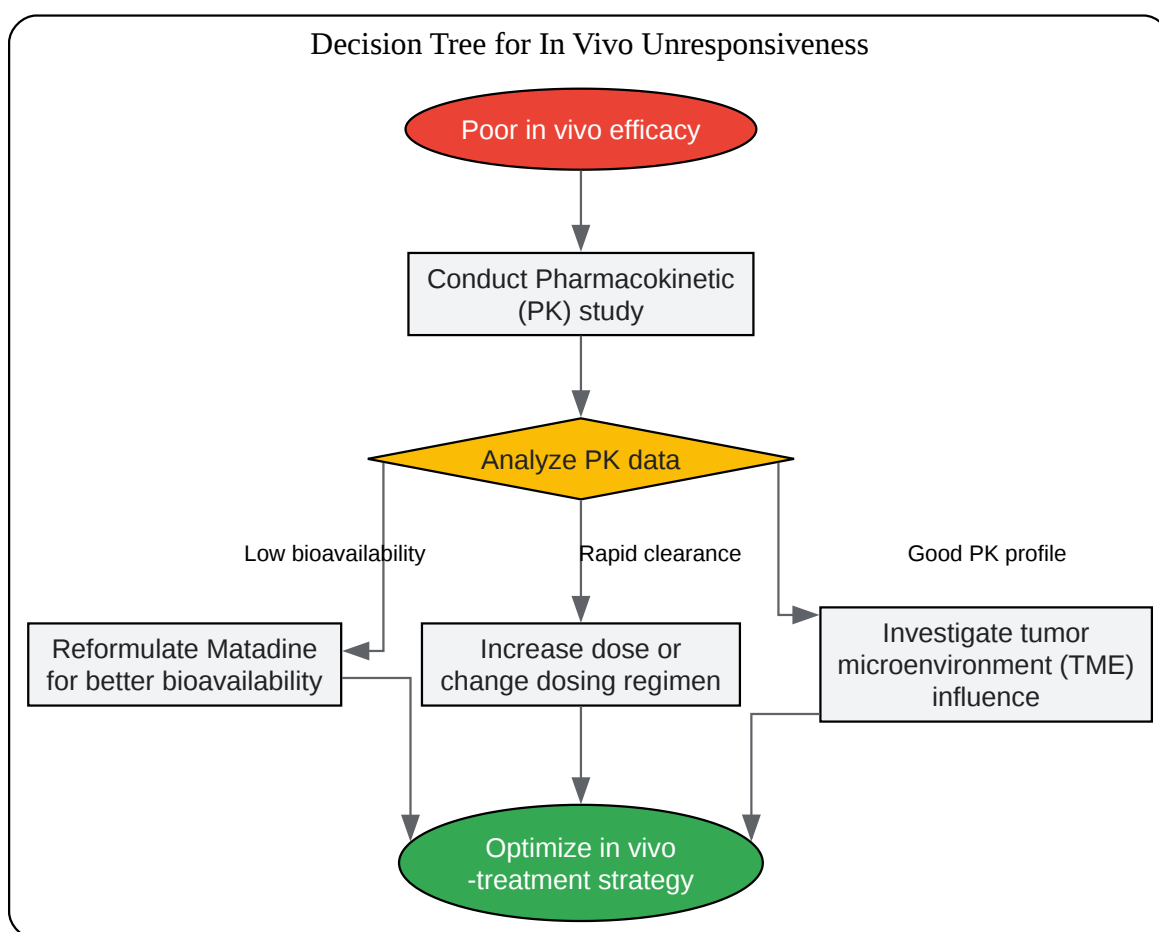 Decision Tree for In Vivo Unresponsiveness
Poor in vivo efficacy
Conduct Pharmacokinetic
(PK) study
Analyze PK data
Low bioavailability
Rapid clearance
Good PK profile
Reformulate Matadine
for better bioavailability
Increase dose or
change dosing regimen
Investigate tumor
microenvironment (TME)
influence
Optimize in vivo
-treatment strategy